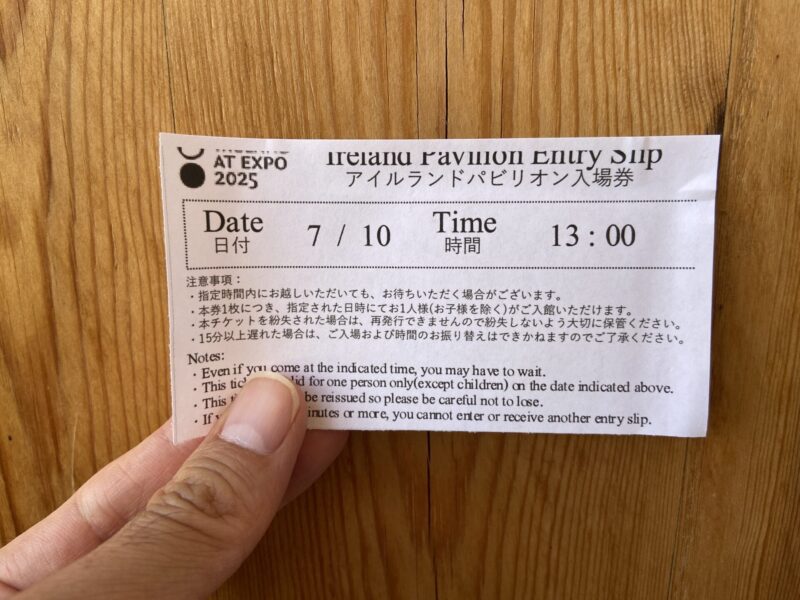 AT EXPO
2025
Ireland Pavilion Entry Slip
アイルランドパビリオン入場券
Date
日付
7 / 10
Time
時間
13 : 00
注意事項：
・指定時間内にお越しいただいても、お待ちいただく場合がございます。
・本券1枚につき、指定された日時にてお1人様(お子様を除く)がご入館いただけます。
・本チケットを紛失された場合は、再発行できませんので紛失しないよう大切に保管ください。
・15分以上遅れた場合は、ご入場および時間のお振り替えはできかねますのでご了承ください。
Notes:
・Even if you come at the indicated time, you may have to wait.
・This for one person only(except children) on the date indicated above.
・This be reissued so please be careful not to lose.
・If or more, you cannot enter or receive another entry slip.